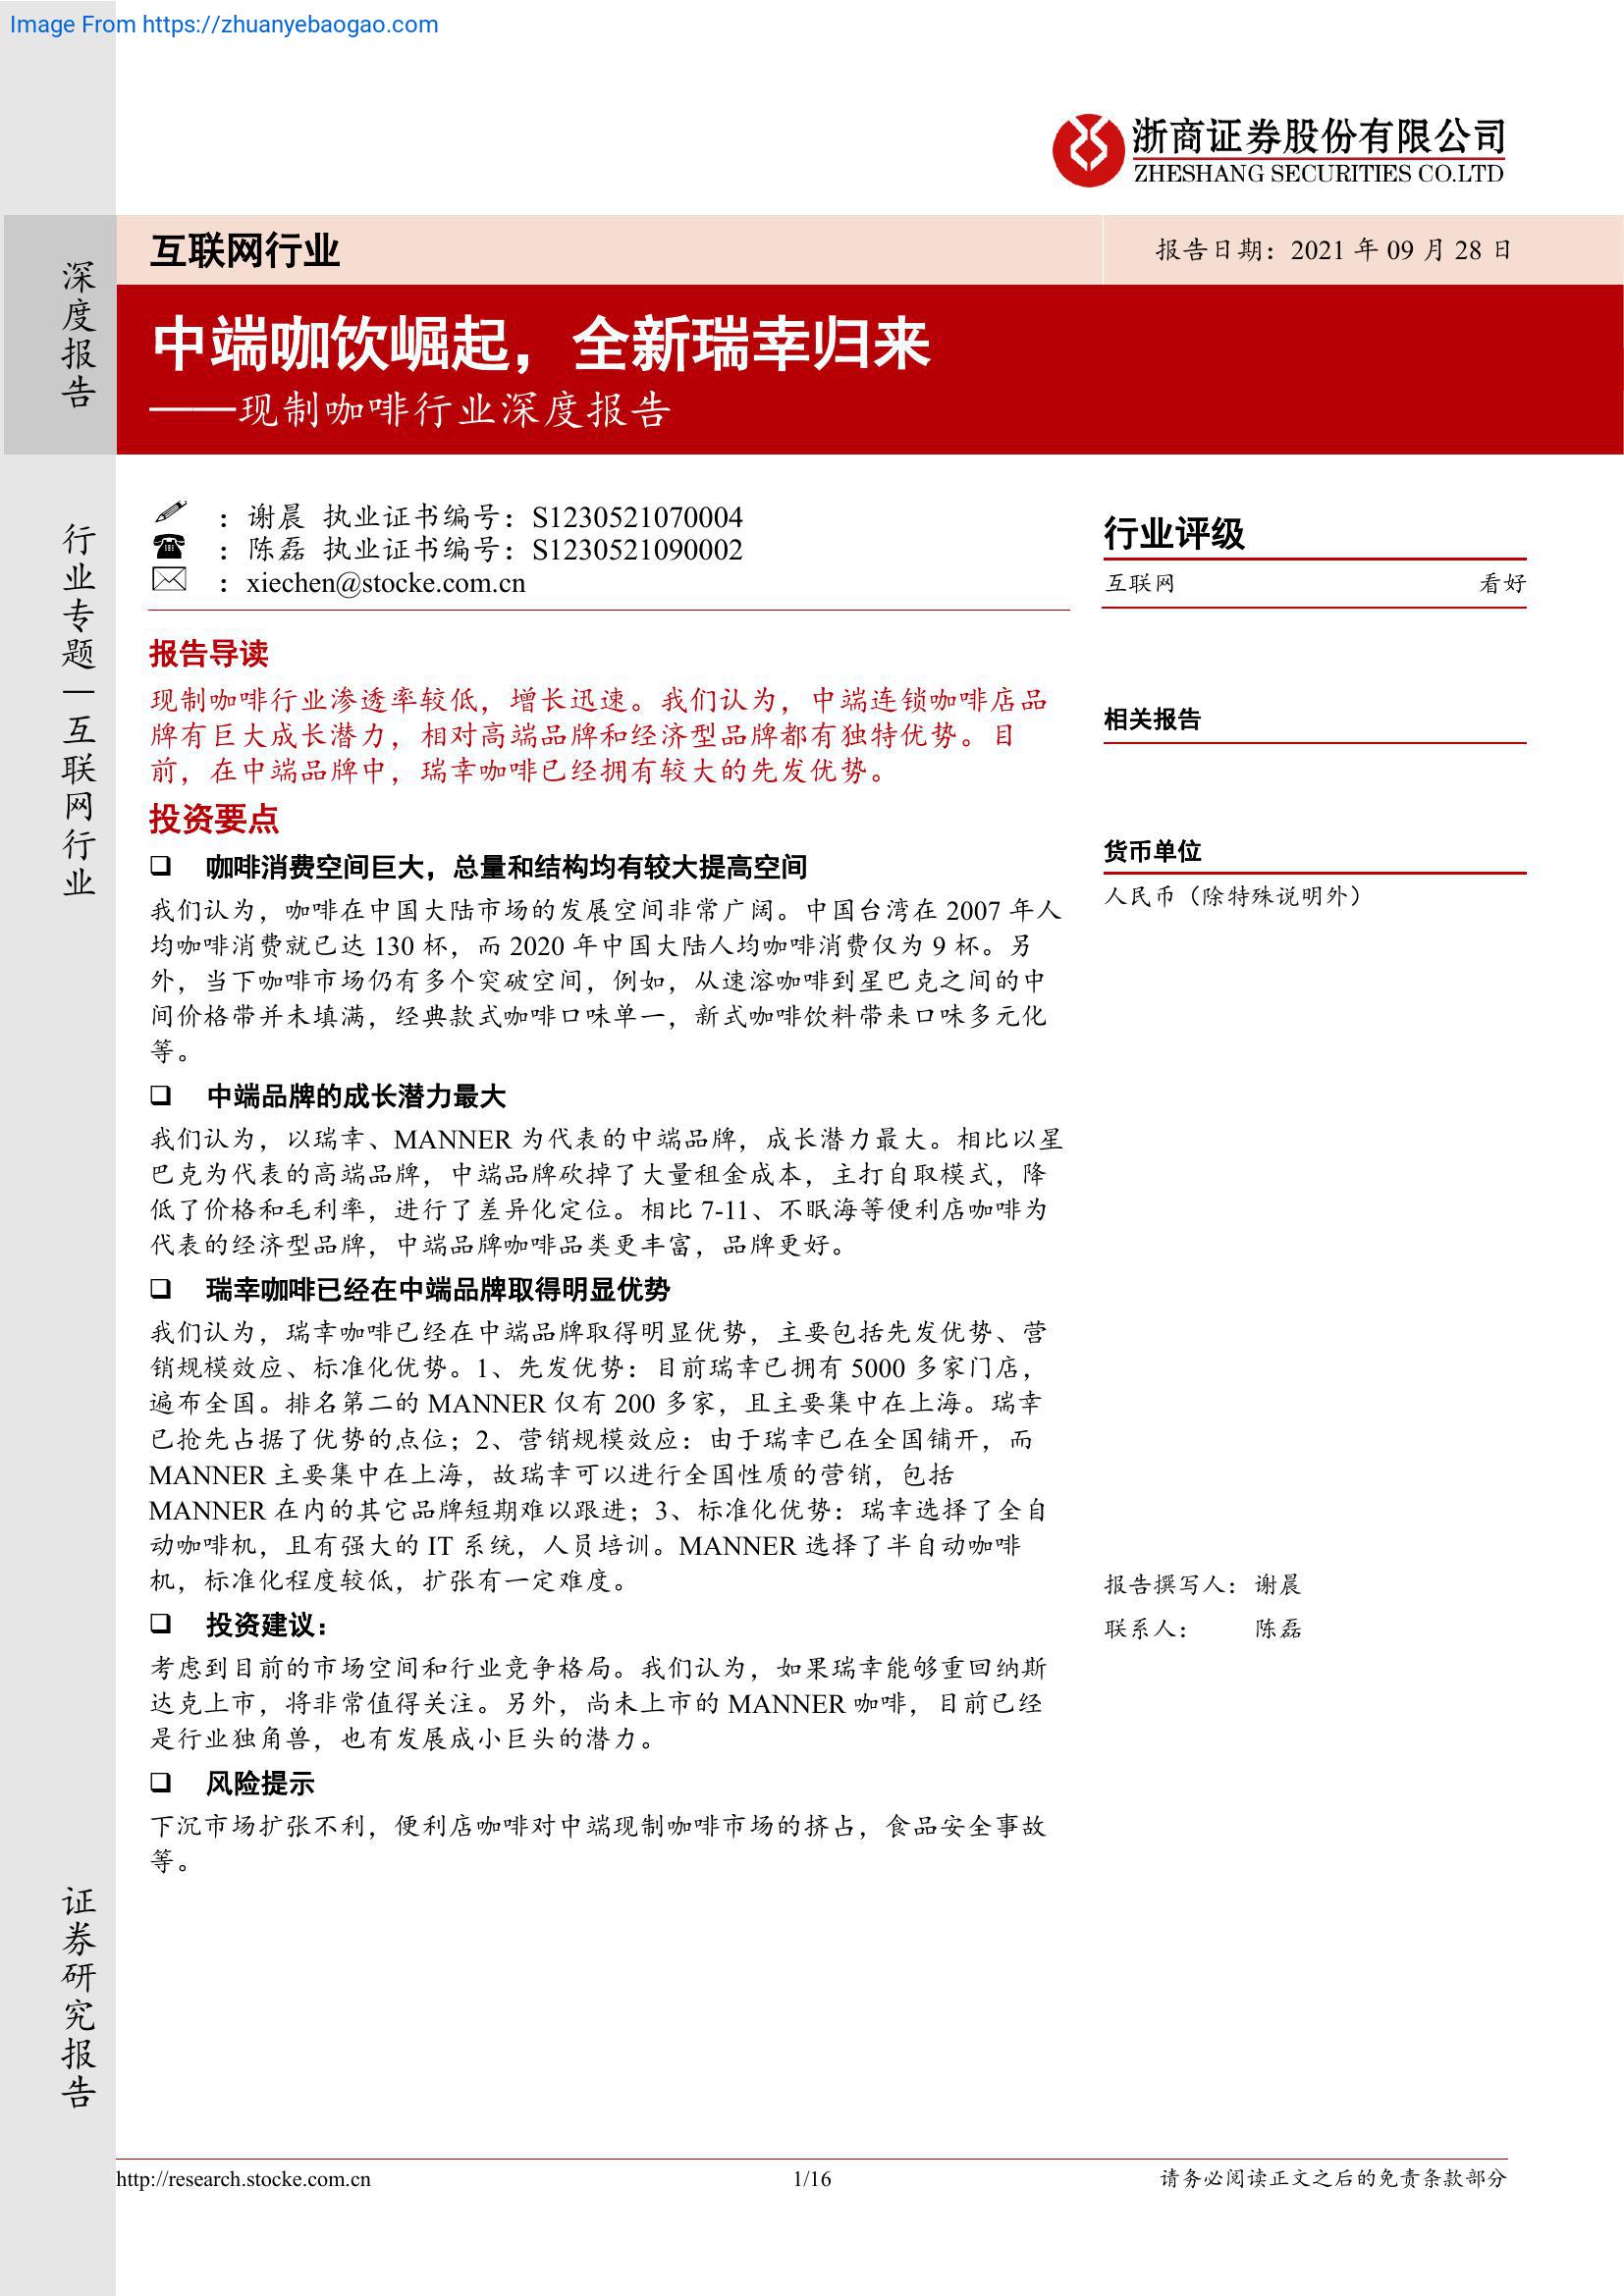 Image From https://zhuanyebaogao.com
浙商证券股份有限公司
ZHESHANG SECURITIES CO.LTD
深度报告
互联网行业
报告日期：2021 年 09 月 28 日
中端咖饮崛起，全新瑞幸归来
——现制咖啡行业深度报告
行业专题|互联网行业
：谢晨 执业证书编号：S1230521070004
：陈磊 执业证书编号：S1230521090002
：xiechen@stocke.com.cn
报告导读
现制咖啡行业渗透率较低，增长迅速。我们认为，中端连锁咖啡店品
牌有巨大成长潜力，相对高端品牌和经济型品牌都有独特优势。目
前，在中端品牌中，瑞幸咖啡已经拥有较大的先发优势。
投资要点
❑ 咖啡消费空间巨大，总量和结构均有较大提高空间
我们认为，咖啡在中国大陆市场的发展空间非常广阔。中国台湾在 2007 年人
均咖啡消费就已达 130 杯，而 2020 年中国大陆人均咖啡消费仅为 9 杯。另
外，当下咖啡市场仍有多个突破空间，例如，从速溶咖啡到星巴克之间的中
间价格带并未填满，经典款式咖啡口味单一，新式咖啡饮料带来口味多元化
等。
❑ 中端品牌的成长潜力最大
我们认为，以瑞幸、MANNER 为代表的中端品牌，成长潜力最大。相比以星
巴克为代表的高端品牌，中端品牌砍掉了大量租金成本，主打自取模式，降
低了价格和毛利率，进行了差异化定位。相比 7-11、不眠海等便利店咖啡为
代表的经济型品牌，中端品牌咖啡品类更丰富，品牌更好。
❑ 瑞幸咖啡已经在中端品牌取得明显优势
我们认为，瑞幸咖啡已经在中端品牌取得明显优势，主要包括先发优势、营
销规模效应、标准化优势。1、先发优势：目前瑞幸已拥有 5000 多家门店，
遍布全国。排名第二的 MANNER 仅有 200 多家，且主要集中在上海。瑞幸
已抢先占据了优势的点位；2、营销规模效应：由于瑞幸已在全国铺开，而
MANNER 主要集中在上海，故瑞幸可以进行全国性质的营销，包括
MANNER 在内的其它品牌短期难以跟进；3、标准化优势：瑞幸选择了全自
动咖啡机，且有强大的 IT 系统，人员培训。MANNER 选择了半自动咖啡
机，标准化程度较低，扩张有一定难度。
❑ 投资建议：
考虑到目前的市场空间和行业竞争格局。我们认为，如果瑞幸能够重回纳斯
达克上市，将非常值得关注。另外，尚未上市的 MANNER 咖啡，目前已经
是行业独角兽，也有发展成小巨头的潜力。
❑ 风险提示
下沉市场扩张不利，便利店咖啡对中端现制咖啡市场的挤占，食品安全事故
等。
行业评级
互联网 看好
相关报告
货币单位
人民币（除特殊说明外）
报告撰写人：谢晨
联系人： 陈磊
证券研究报告
http://research.stocke.com.cn
1/16
请务必阅读正文之后的免责条款部分